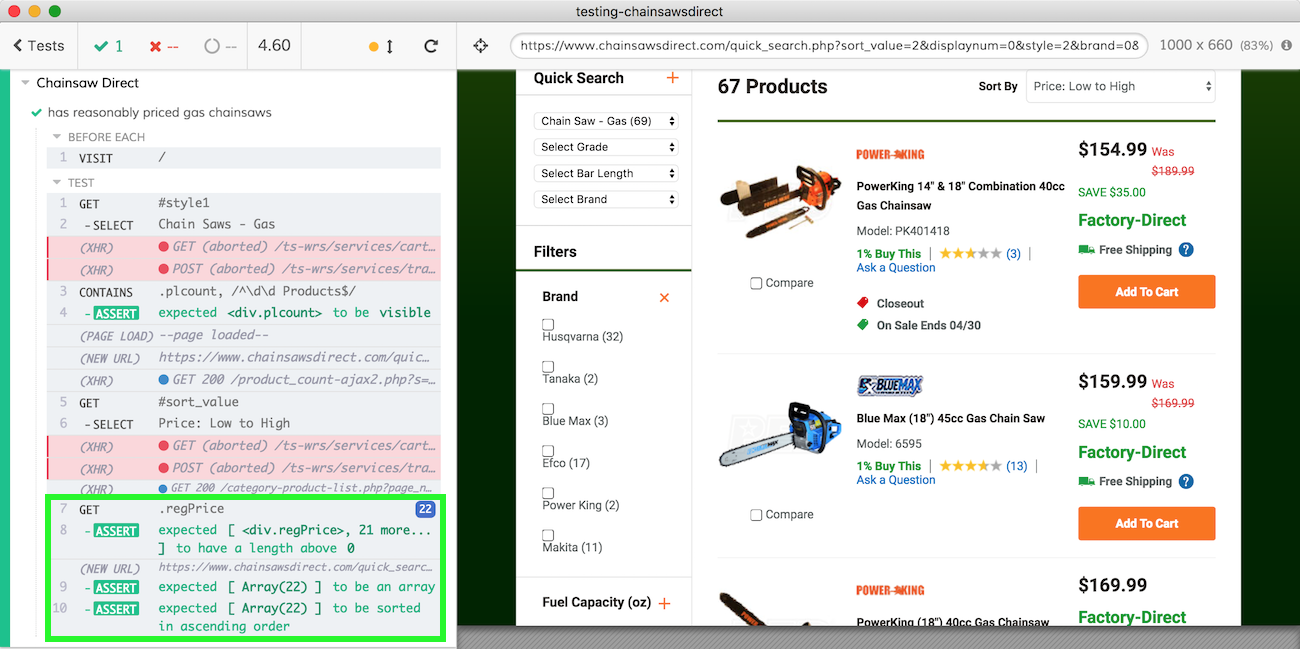 testing-chainsawsdirect
Tests
1
--
--
4.60
https://www.chainsawsdirect.com/quick_search.php?sort_value=2&displaynum=0&style=2&brand=0&
1000 x 660 (83%)
Chainsaw Direct
has reasonably priced gas chainsaws
BEFORE EACH
1 VISIT /
TEST
1 GET #style1
2 -SELECT Chain Saws - Gas
(XHR) GET (aborted) /ts-wrs/services/cart…
(XHR) POST (aborted) /ts-wrs/services/tra…
3 CONTAINS .plcount, /^\d\d Products$/
4 -ASSERT expected <div.plcount> to be visible
(PAGE LOAD) --page loaded--
(NEW URL) https://www.chainsawsdirect.com/quic…
(XHR) GET 200 /product_count-ajax2.php?s=…
5 GET #sort_value
6 -SELECT Price: Low to High
(XHR) GET (aborted) /ts-wrs/services/cart…
(XHR) POST (aborted) /ts-wrs/services/tra…
(XHR) GET 200 /category-product-list.php?page_n…
7 GET .regPrice 22
8 -ASSERT expected [ <div.regPrice>, 21 more...
] to have a length above 0
(NEW URL) https://www.chainsawsdirect.com/quick_searc…
9 -ASSERT expected [ Array(22) ] to be an array
10 -ASSERT expected [ Array(22) ] to be sorted
in ascending order
Quick Search
Chain Saw - Gas (69)
Select Grade
Select Bar Length
Select Brand
Filters
Brand
Husqvarna (32)
Tanaka (2)
Blue Max (3)
Efco (17)
Power King (2)
Makita (11)
Fuel Capacity (oz)
67 Products
Sort By
Price: Low to High
POWER KING
PowerKing 14" & 18" Combination 40cc
Gas Chainsaw
Model: PK401418
1% Buy This | (3) |
Ask a Question
Compare
Closeout
On Sale Ends 04/30
$154.99 Was
$189.99
SAVE $35.00
Factory-Direct
Free Shipping ?
Add To Cart
BLUEMAX
Blue Max (18") 45cc Gas Chain Saw
Model: 6595
1% Buy This | (13) |
Ask a Question
Compare
$159.99 Was
$169.99
SAVE $10.00
Factory-Direct
Free Shipping ?
Add To Cart
POWER KING
PowerKing (18") 40cc Gas Chainsaw
$169.99
Factory-Direct